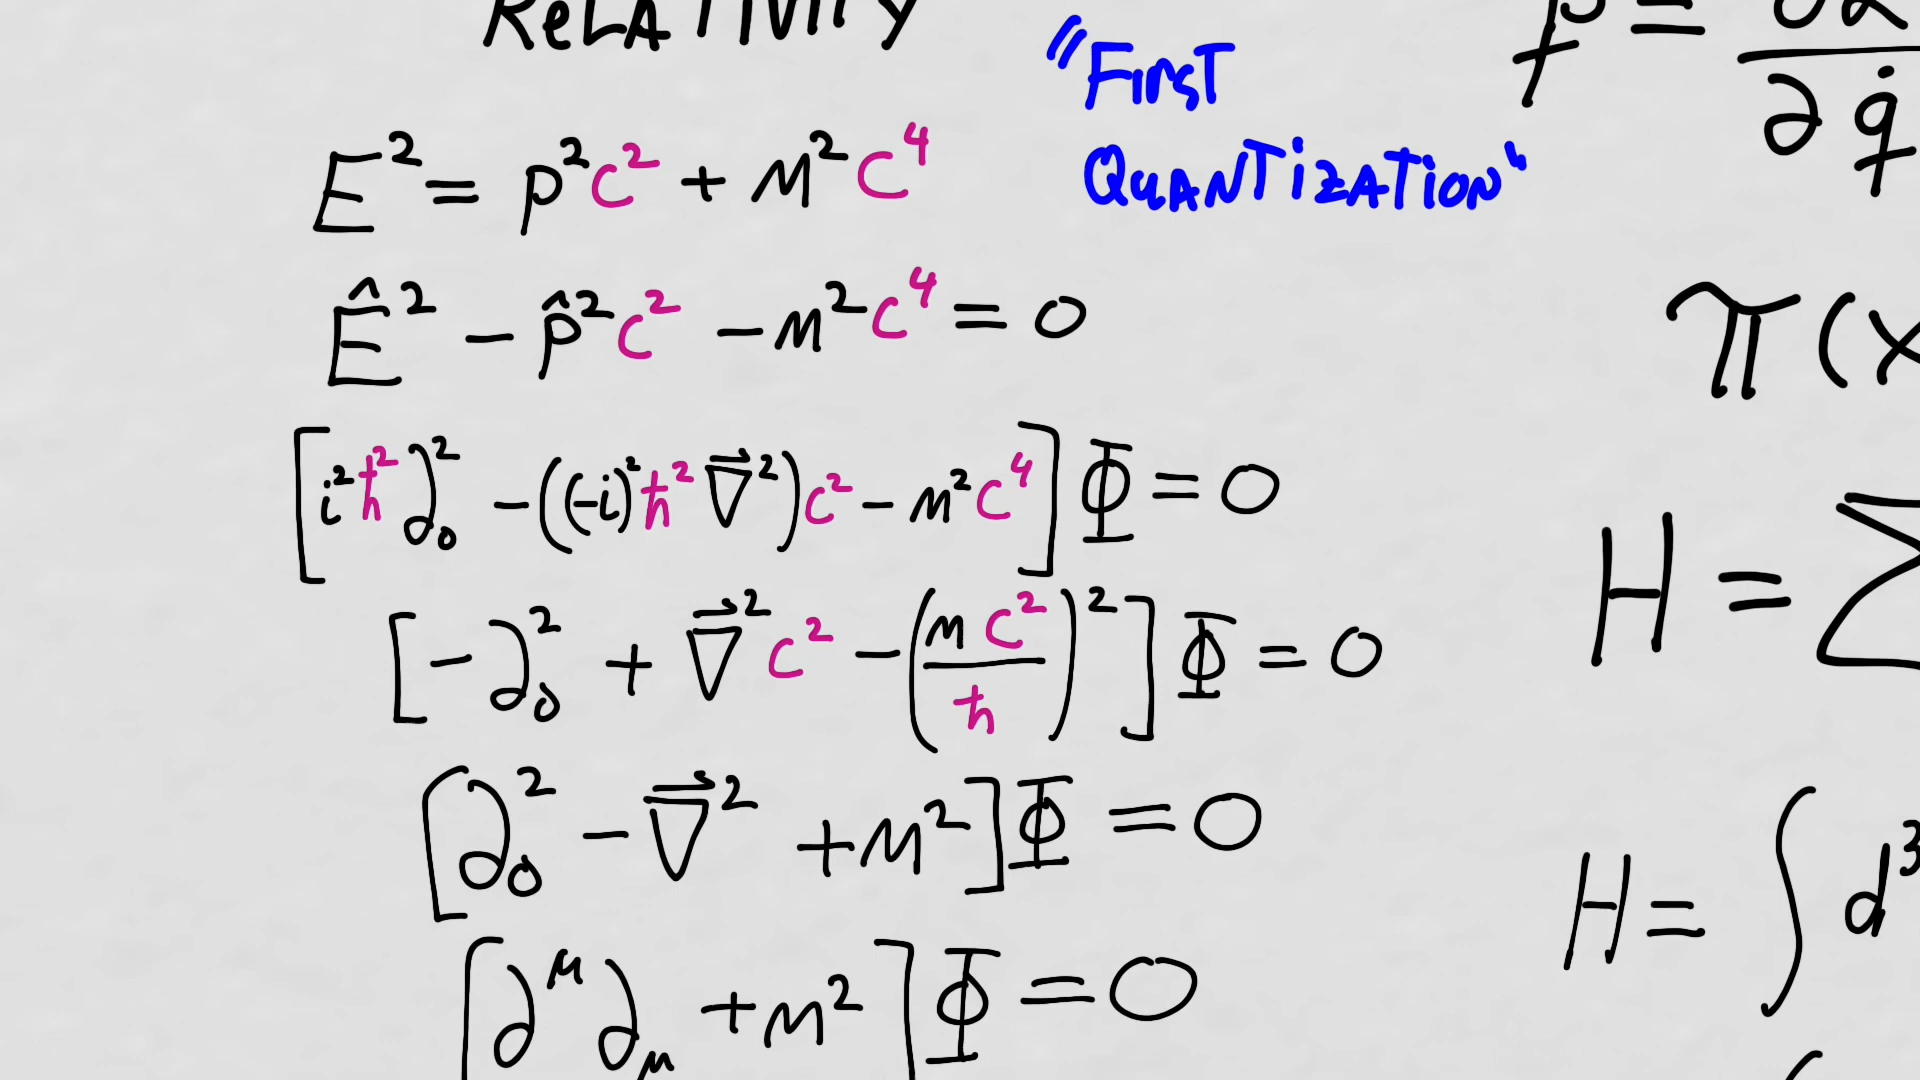 RELATIVITY
"FIRST
QUANTIZATION"
E² = p²c² + m²c⁴
Ê² − p̂²c² − m²c⁴ = 0
[i²ħ²∂₀² − ((−i)²ħ²∇⃗²)c² − m²c⁴]Φ = 0
[−∂₀² + ∇⃗²c² − (mc²/ħ)²]Φ = 0
[∂₀² − ∇⃗² + m²]Φ = 0
[∂^μ ∂_μ + m²]Φ = 0
∂q̇
π(x
H = Σ
H = ∫ d³